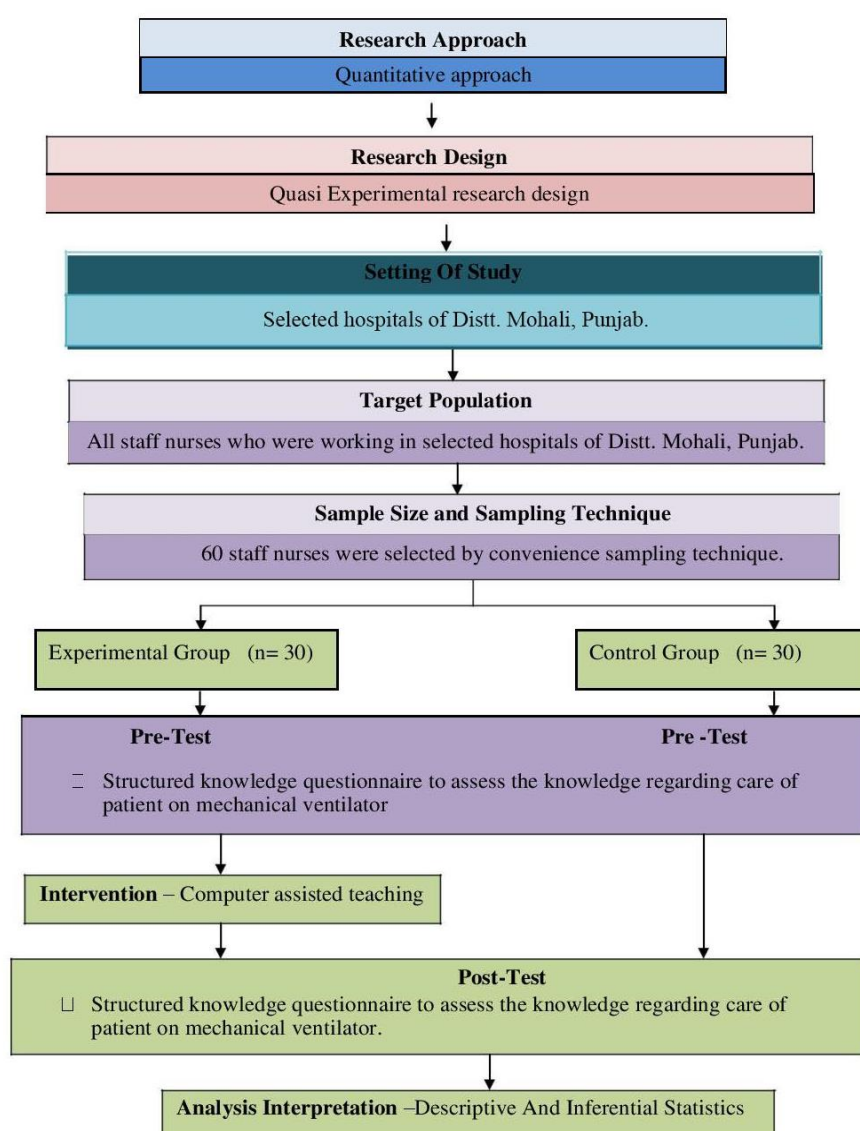 Research Approach
Quantitative approach
Research Design
Quasi Experimental research design
Setting Of Study
Selected hospitals of Distt. Mohali, Punjab.
Target Population
All staff nurses who were working in selected hospitals of Distt. Mohali, Punjab.
Sample Size and Sampling Technique
60 staff nurses were selected by convenience sampling technique.
Experimental Group (n= 30)
Control Group (n= 30)
Pre-Test
Pre -Test
Structured knowledge questionnaire to assess the knowledge regarding care of
patient on mechanical ventilator
Intervention – Computer assisted teaching
Post-Test
Structured knowledge questionnaire to assess the knowledge regarding care of
patient on mechanical ventilator.
Analysis Interpretation –Descriptive And Inferential Statistics